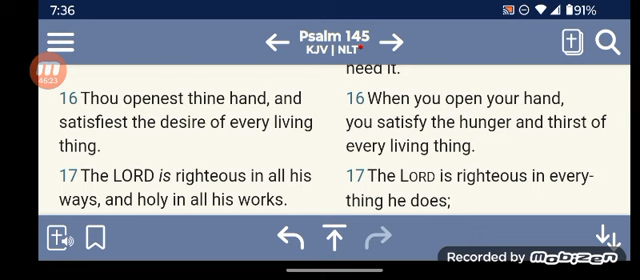 7:36
91%
Psalm 145
KJV | NLT
46:23
need it.
16 Thou openest thine hand, and
satisfiest the desire of every living
thing.
17 The LORD is righteous in all his
ways, and holy in all his works.
16 When you open your hand,
you satisfy the hunger and thirst of
every living thing.
17 The LORD is righteous in every-
thing he does;
Recorded by Mobizen